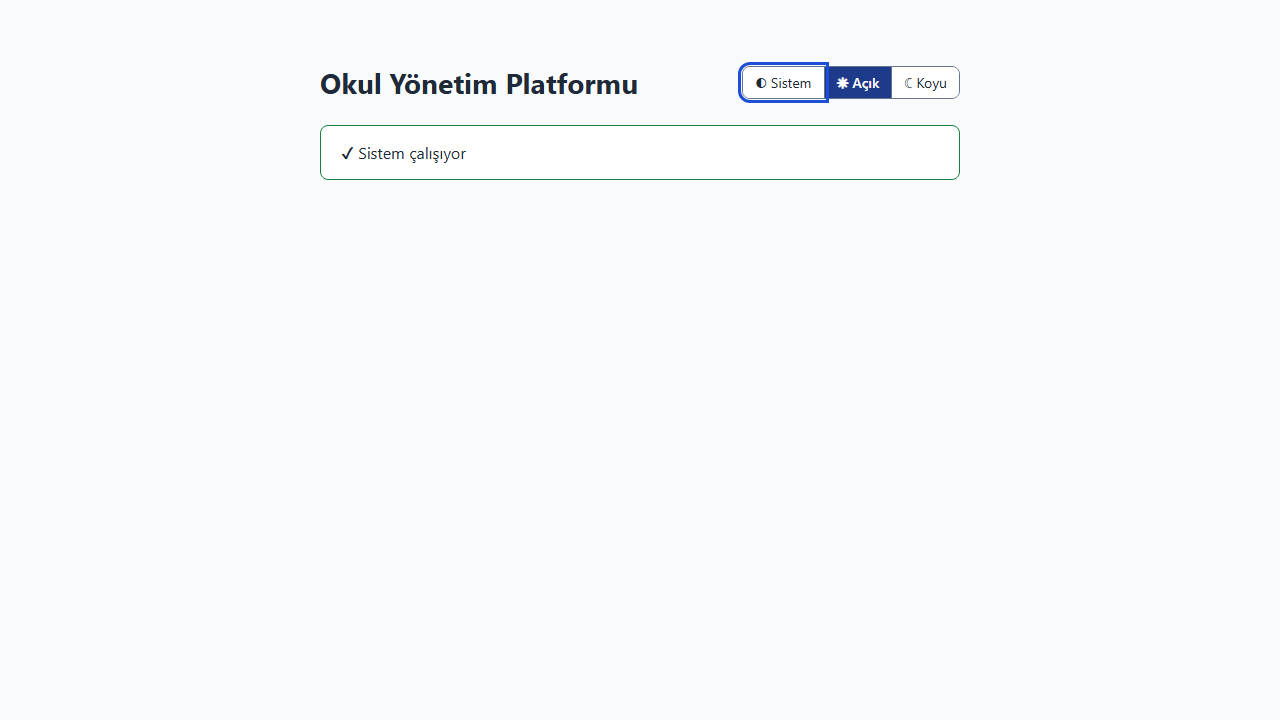 Okul Yönetim Platformu
◐ Sistem ❋ Açık ☾ Koyu
✓ Sistem çalışıyor